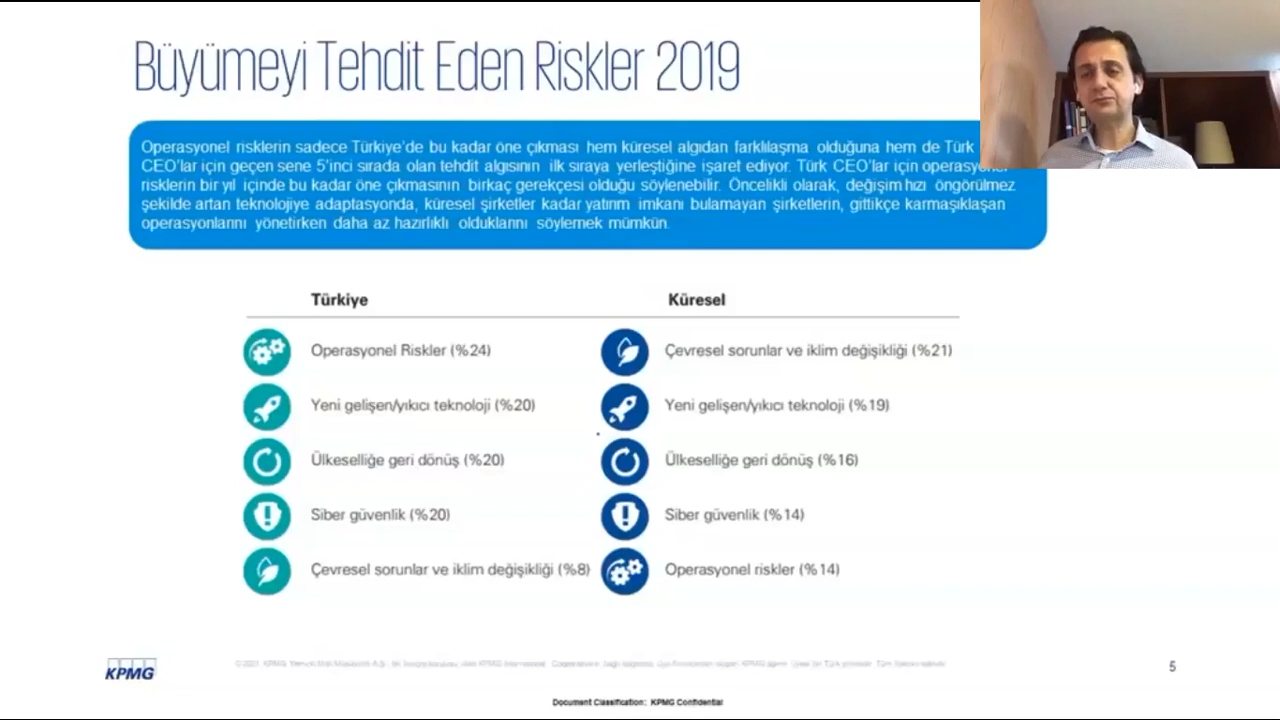 Büyümeyi Tehdit Eden Riskler 2019
Operasyonel risklerin sadece Türkiye'de bu kadar öne çıkması hem küresel algıdan farklılaşma olduğuna hem de Türk
CEO'lar için geçen sene 5'inci sırada olan tehdit algısının ilk sıraya yerleştiğine işaret ediyor. Türk CEO'lar için operasyonel
risklerin bir yıl içinde bu kadar öne çıkmasının birkaç gerekçesi olduğu söylenebilir. Öncelikli olarak, değişim hızı öngörülmez
şekilde artan teknolojiye adaptasyonda, küresel şirketler kadar yatırım imkanı bulamayan şirketlerin, gittikçe karmaşıklaşan
operasyonlarını yönetirken daha az hazırlıklı olduklarını söylemek mümkün.
Türkiye Küresel
Operasyonel Riskler (%24) Çevresel sorunlar ve iklim değişikliği (%21)
Yeni gelişen/yıkıcı teknoloji (%20) Yeni gelişen/yıkıcı teknoloji (%19)
Ülkeselliğe geri dönüş (%20) Ülkeselliğe geri dönüş (%16)
Siber güvenlik (%20) Siber güvenlik (%14)
Çevresel sorunlar ve iklim değişikliği (%8) Operasyonel riskler (%14)
KPMG
5
Document Classification: KPMG Confidential